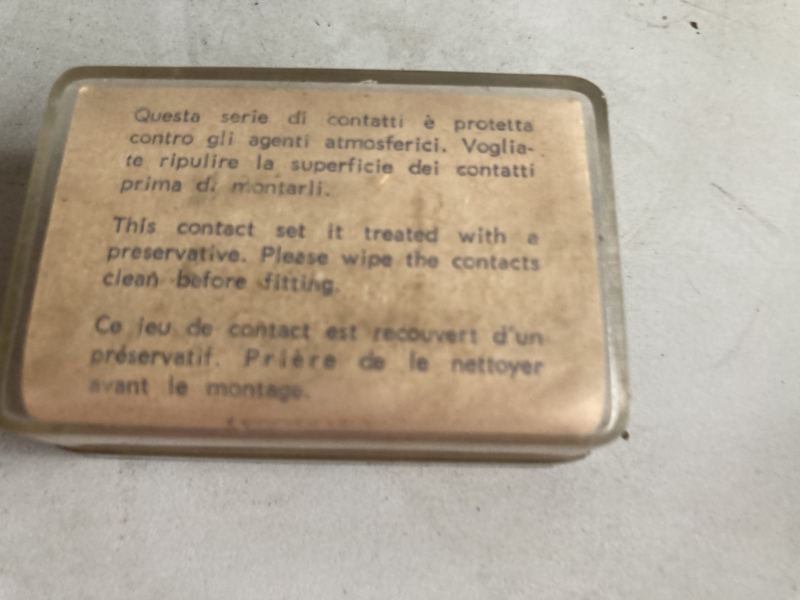 Questa serie di contatti è protetta
contro gli agenti atmosferici. Voglia-
te ripulire la superficie dei contatti
prima di montarli.
This contact set it treated with a
preservative. Please wipe the contacts
clean before fitting.
Ce jeu de contact est recouvert d'un
préservatif. Prière de le nettoyer
avant le montage.